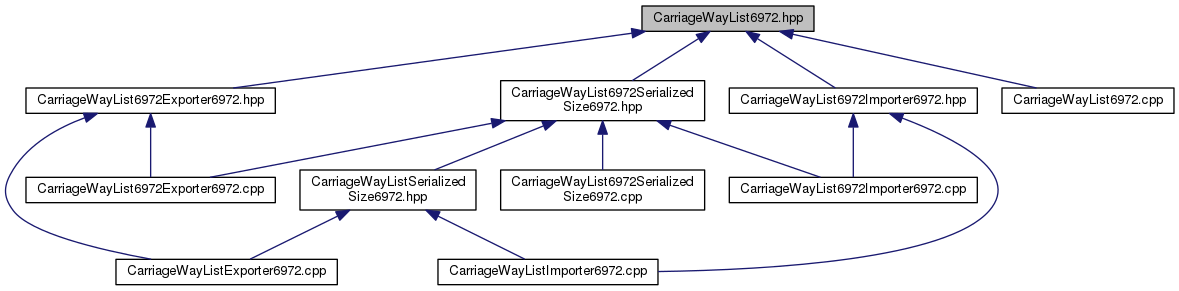 CarriageWayList6972.hpp
CarriageWayList6972Exporter6972.hpp
CarriageWayList6972Serialized
Size6972.hpp
CarriageWayList6972Importer6972.hpp
CarriageWayList6972.cpp
CarriageWayList6972Exporter6972.cpp
CarriageWayListSerialized
Size6972.hpp
CarriageWayList6972Serialized
Size6972.cpp
CarriageWayList6972Importer6972.cpp
CarriageWayListExporter6972.cpp
CarriageWayListImporter6972.cpp